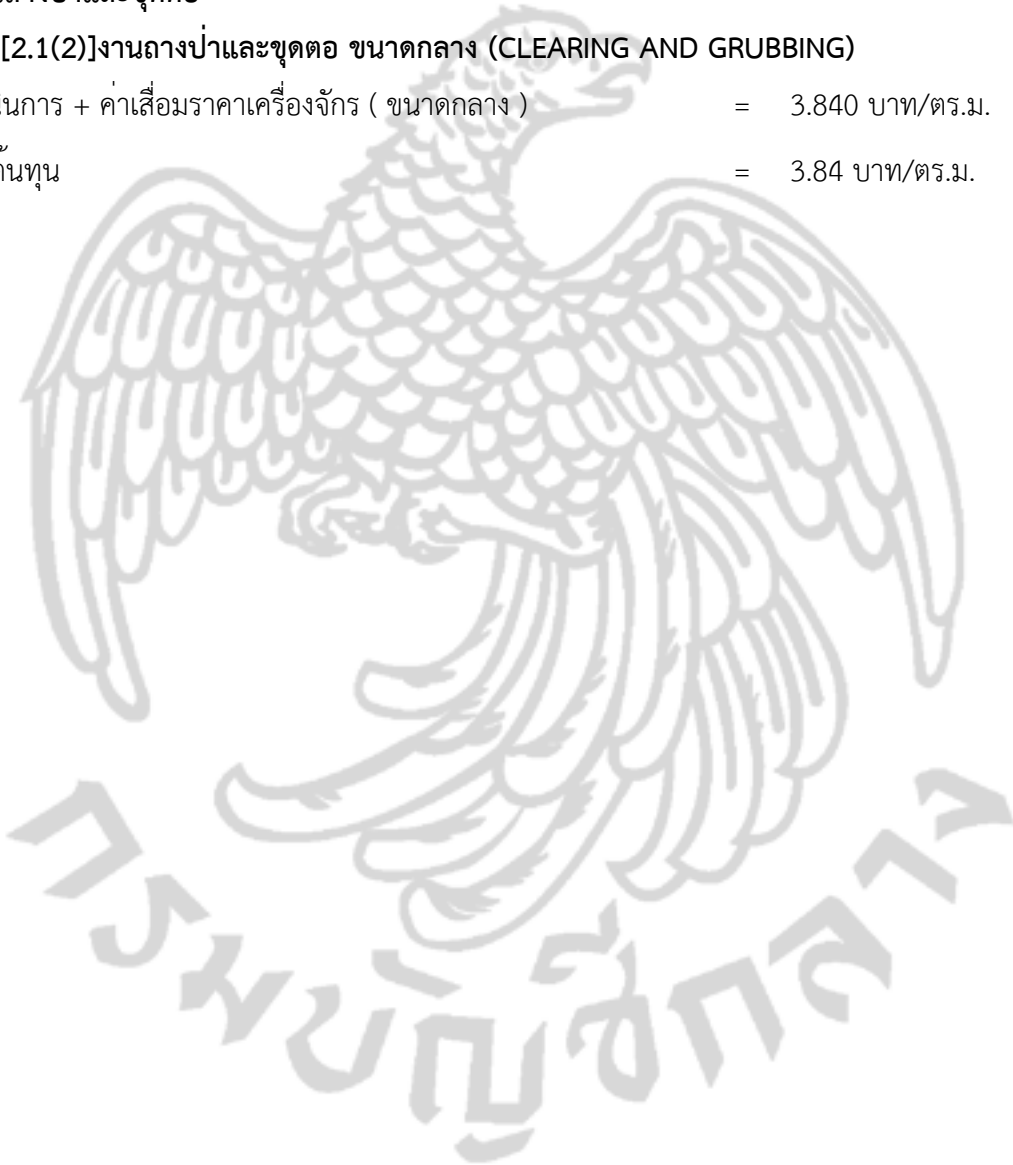 [2.1(2)]งานถางป่าและขุดตอ ขนาดกลาง (CLEARING AND GRUBBING)
นการ + ค่าเสื่อมราคาเครื่องจักร ( ขนาดกลาง ) = 3.840 บาท/ตร.ม.
ทุน = 3.84 บาท/ตร.ม.
กรมบัญชีกลาง